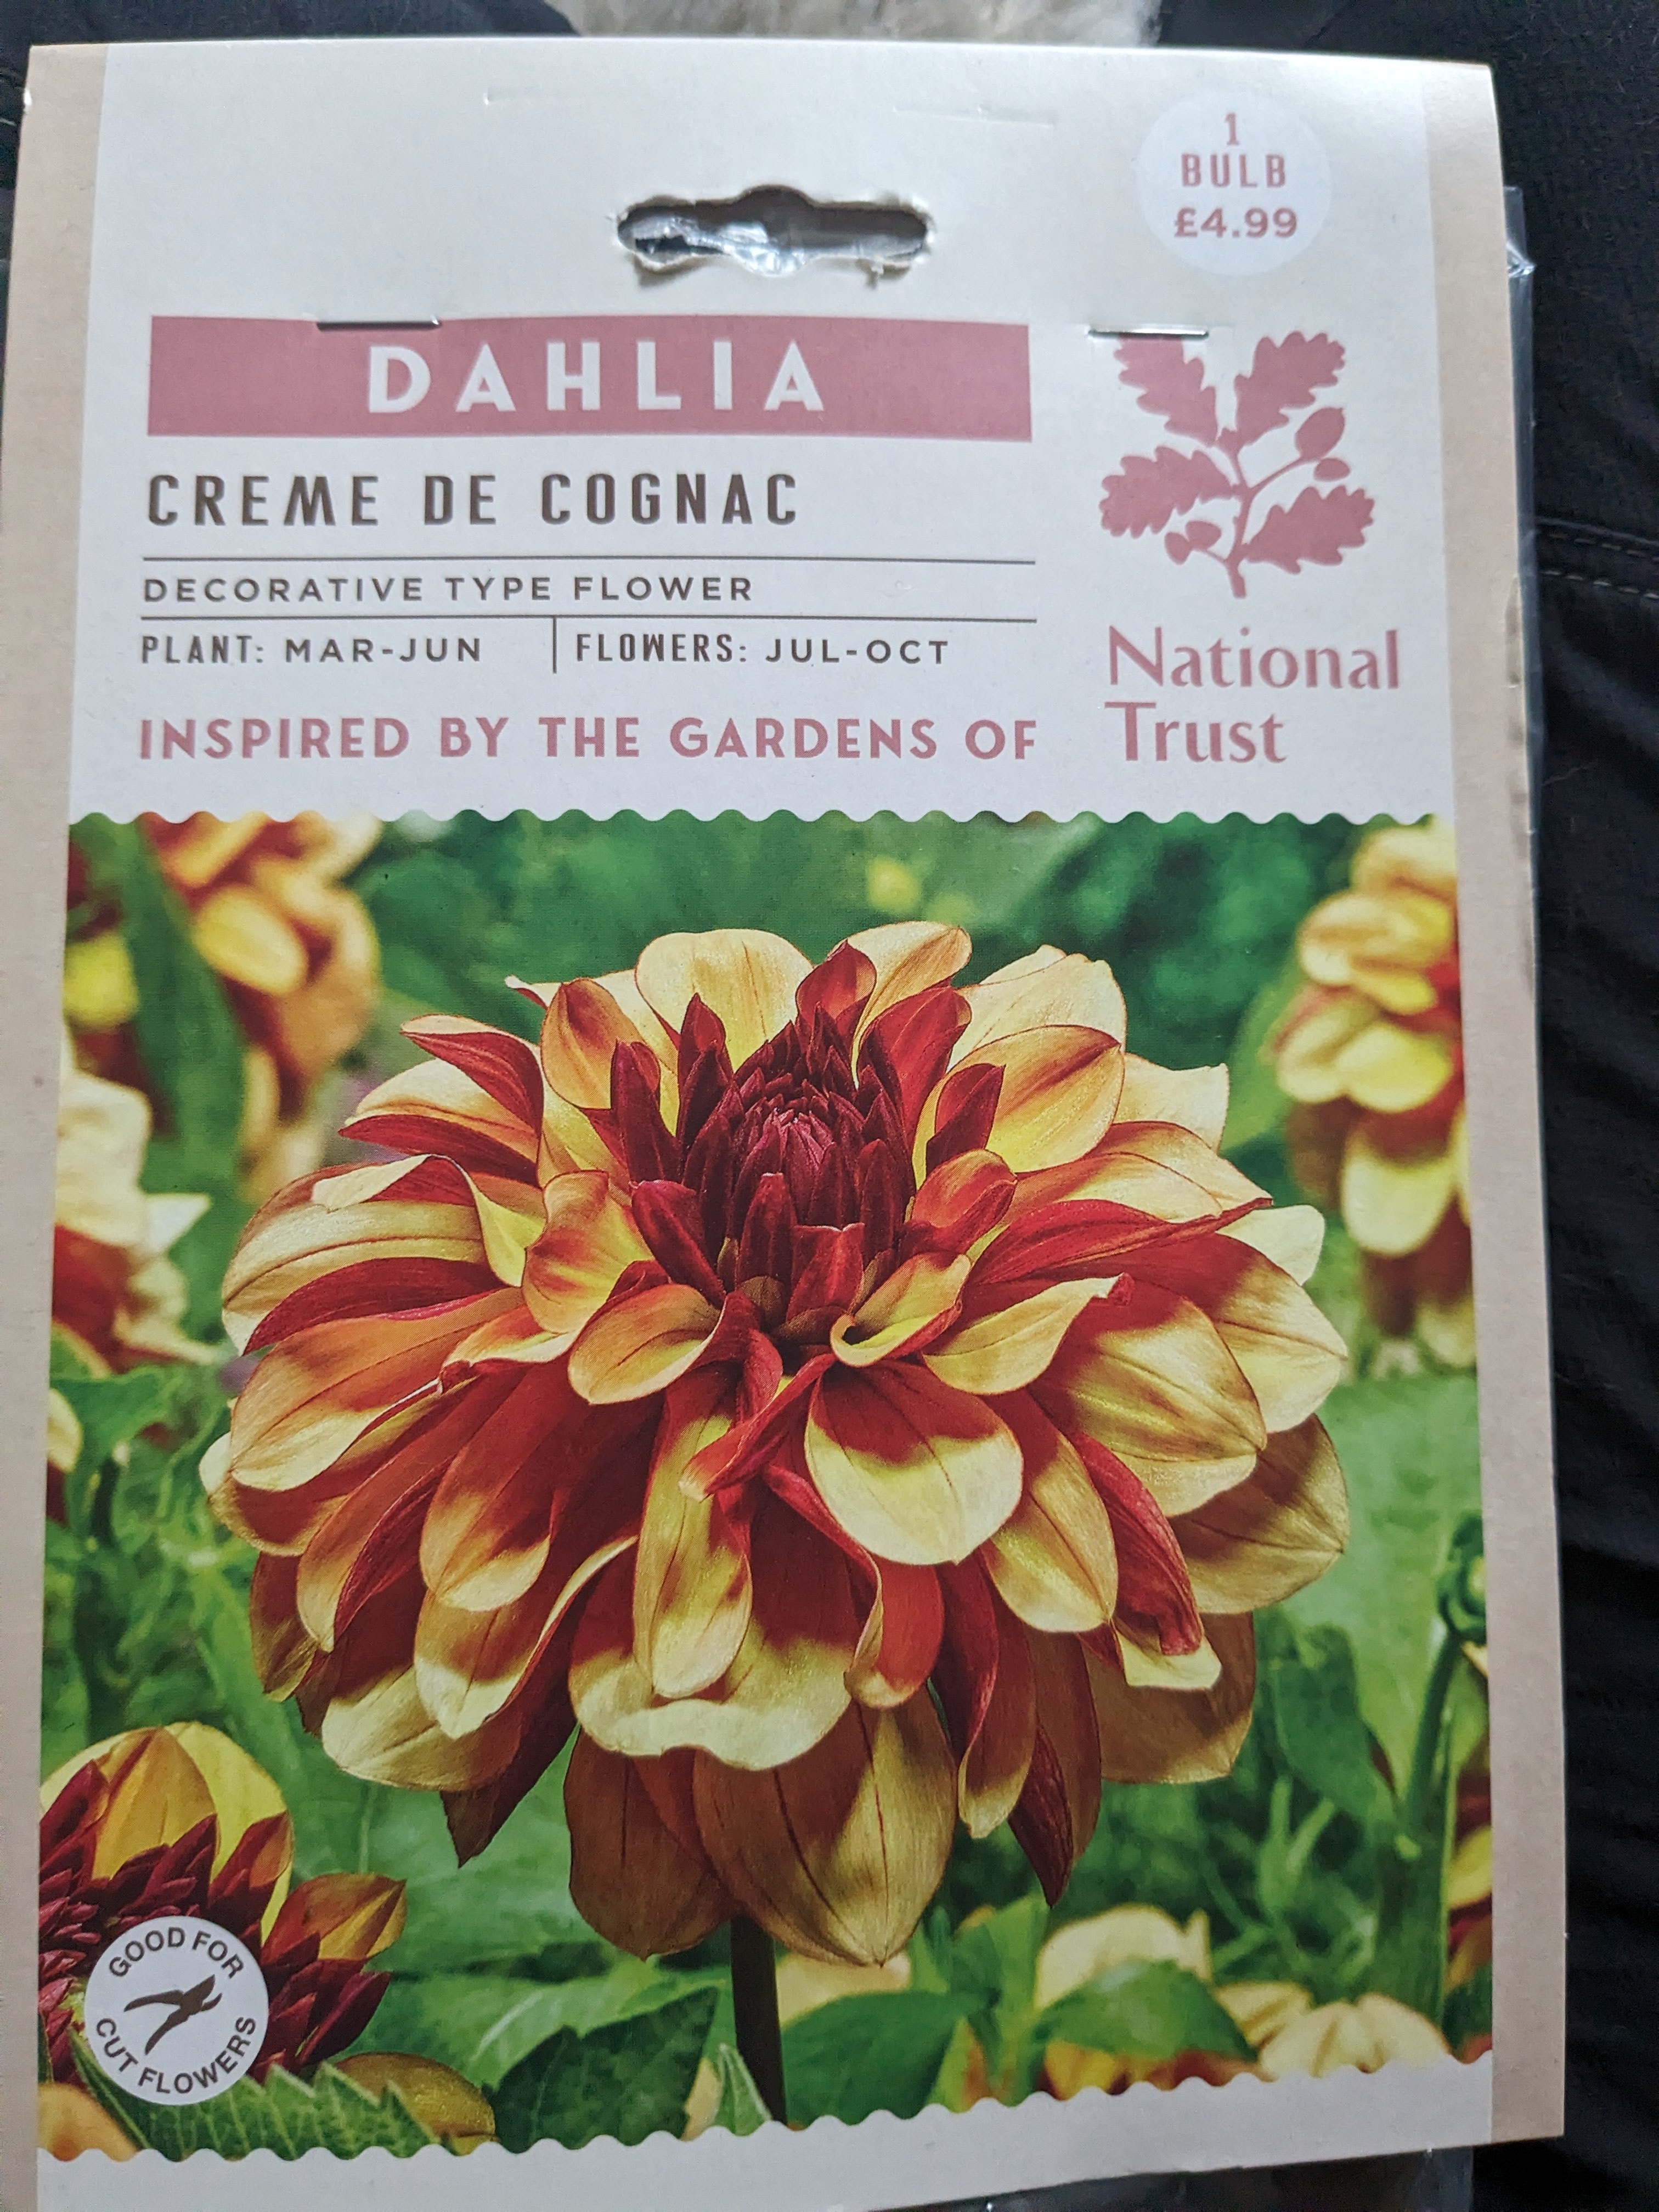 1
BULB
£4.99
DAHLIA
CREME DE COGNAC
DECORATIVE TYPE FLOWER
PLANT: MAR-JUN
FLOWERS: JUL-OCT
INSPIRED BY THE GARDENS OF
National
Trust
GOOD FOR
CUT FLOWERS